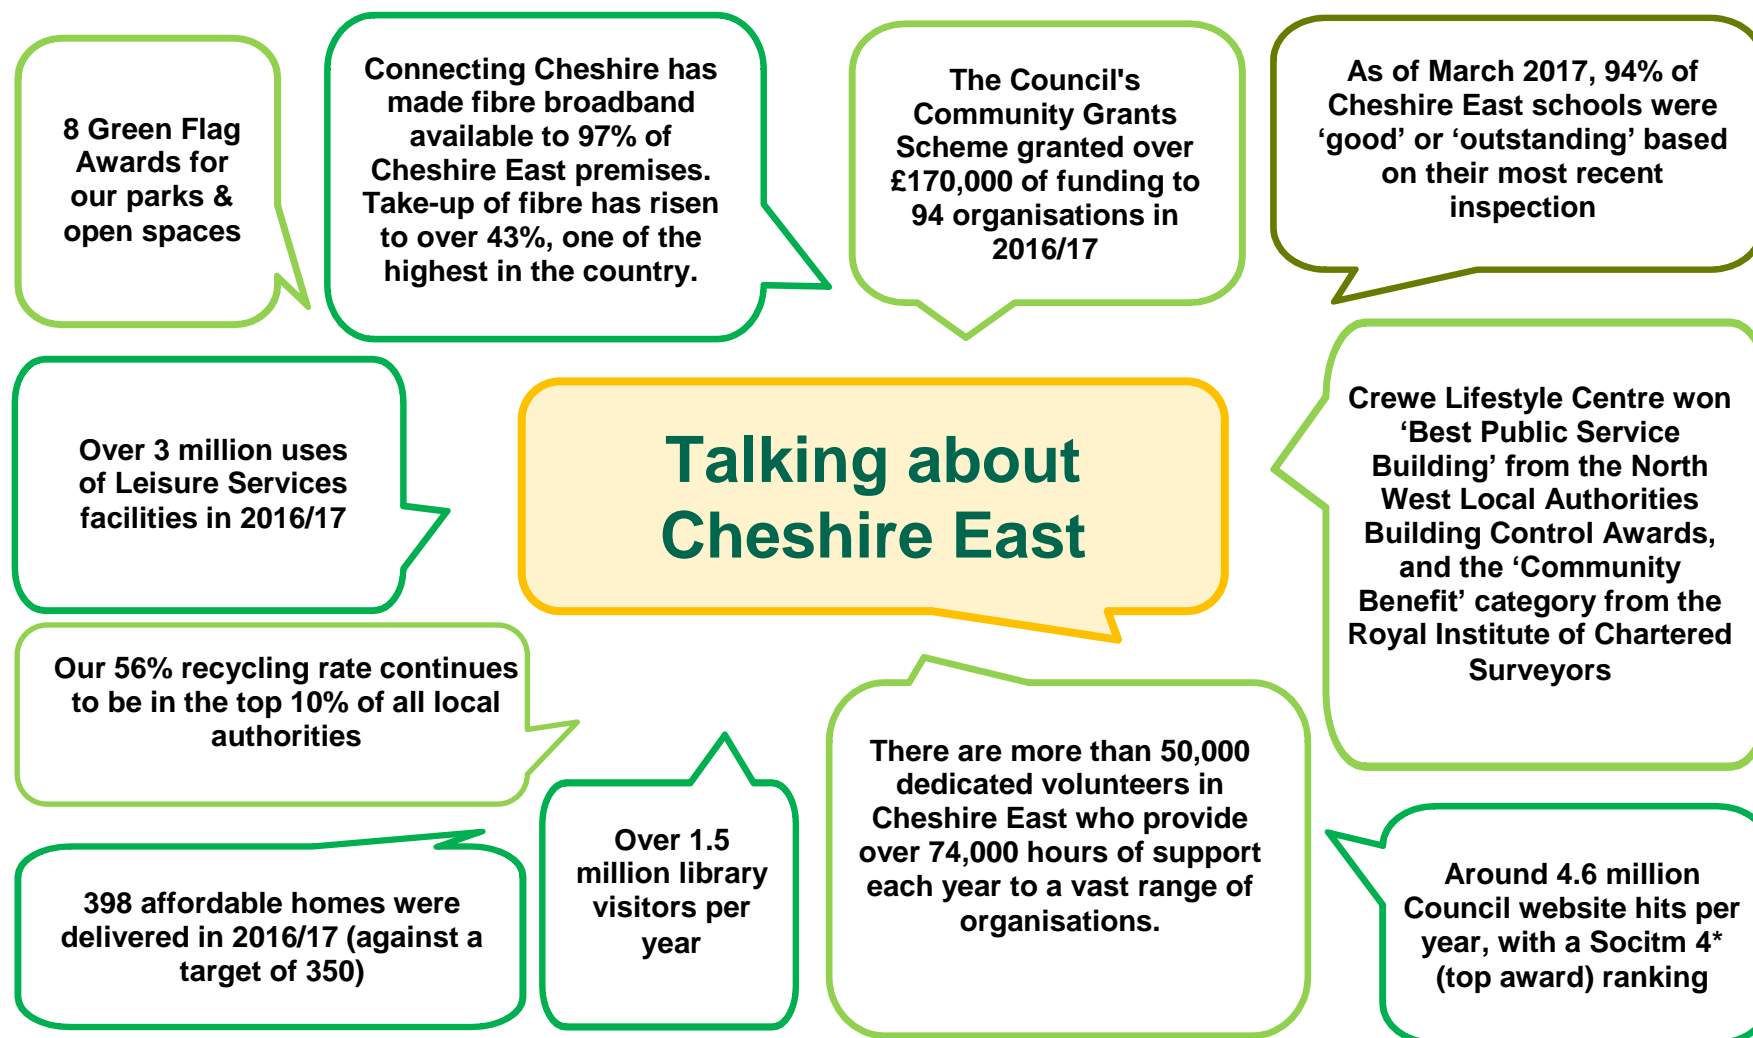 8 Green Flag
Awards for
our parks &
open spaces
Connecting Cheshire has
made fibre broadband
available to 97% of
Cheshire East premises.
Take-up of fibre has risen
to over 43%, one of the
highest in the country.
The Council's
Community Grants
Scheme granted over
£170,000 of funding to
94 organisations in
2016/17
As of March 2017, 94% of
Cheshire East schools were
‘good’ or ‘outstanding’ based
on their most recent
inspection
Over 3 million uses
of Leisure Services
facilities in 2016/17
Talking about
Cheshire East
Crewe Lifestyle Centre won
‘Best Public Service
Building’ from the North
West Local Authorities
Building Control Awards,
and the ‘Community
Benefit’ category from the
Royal Institute of Chartered
Surveyors
Our 56% recycling rate continues
to be in the top 10% of all local
authorities
398 affordable homes were
delivered in 2016/17 (against a
target of 350)
Over 1.5
million library
visitors per
year
There are more than 50,000
dedicated volunteers in
Cheshire East who provide
over 74,000 hours of support
each year to a vast range of
organisations.
Around 4.6 million
Council website hits per
year, with a Socitm 4*
(top award) ranking